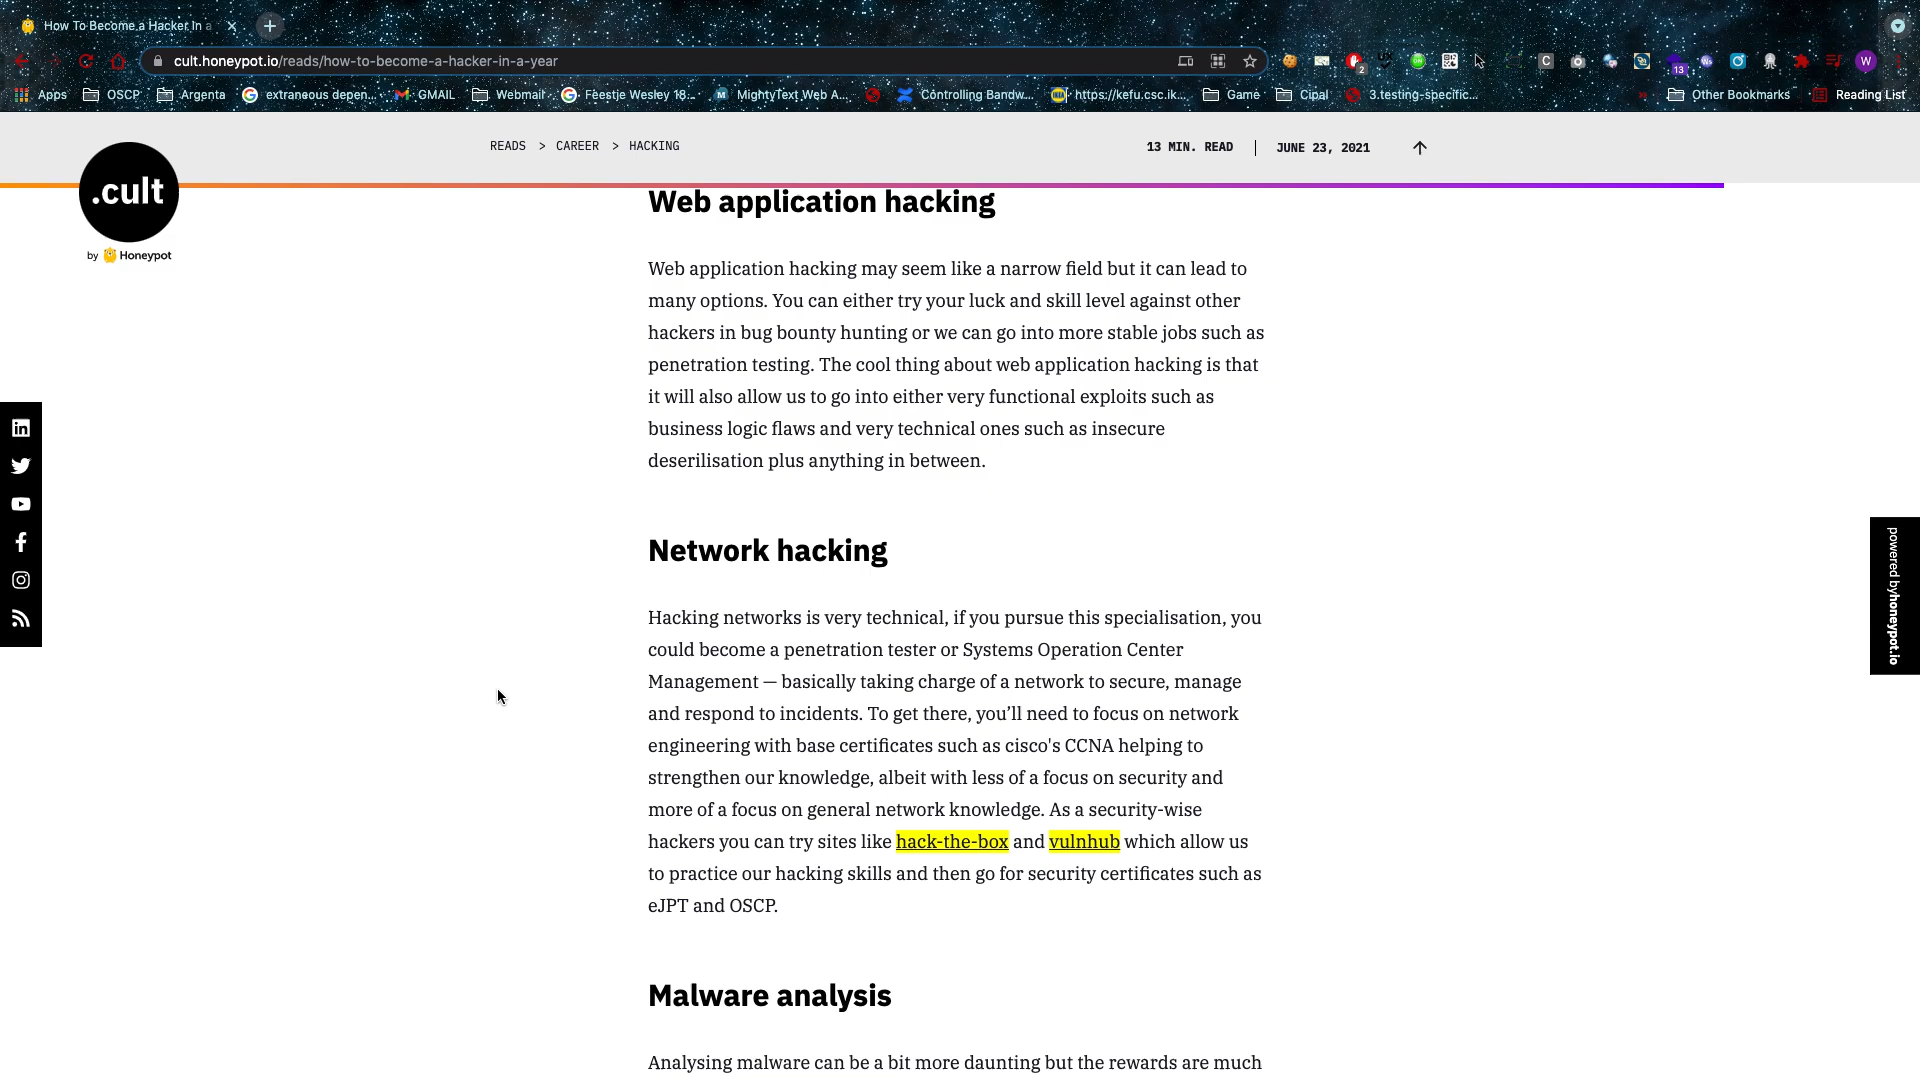 How To Become a Hacker in a
cult.honeypot.io/reads/how-to-become-a-hacker-in-a-year
2
13
W
Apps
OSCP
Argenta
extraneous depen...
GMAIL
Webmail
Feestje Wesley 18...
MightyText Web A...
Controlling Bandw...
https://kefu.csc.ik...
Game
Cipal
3.testing-specific...
Other Bookmarks
Reading List
READS > CAREER > HACKING
13 MIN. READ | JUNE 23, 2021
.cult
by Honeypot
Web application hacking
Web application hacking may seem like a narrow field but it can lead to
many options. You can either try your luck and skill level against other
hackers in bug bounty hunting or we can go into more stable jobs such as
penetration testing. The cool thing about web application hacking is that
it will also allow us to go into either very functional exploits such as
business logic flaws and very technical ones such as insecure
deserilisation plus anything in between.
Network hacking
Hacking networks is very technical, if you pursue this specialisation, you
could become a penetration tester or Systems Operation Center
Management — basically taking charge of a network to secure, manage
and respond to incidents. To get there, you’ll need to focus on network
engineering with base certificates such as cisco's CCNA helping to
strengthen our knowledge, albeit with less of a focus on security and
more of a focus on general network knowledge. As a security-wise
hackers you can try sites like hack-the-box and vulnhub which allow us
to practice our hacking skills and then go for security certificates such as
eJPT and OSCP.
powered byhoneypot.io
Malware analysis
Analysing malware can be a bit more daunting but the rewards are much